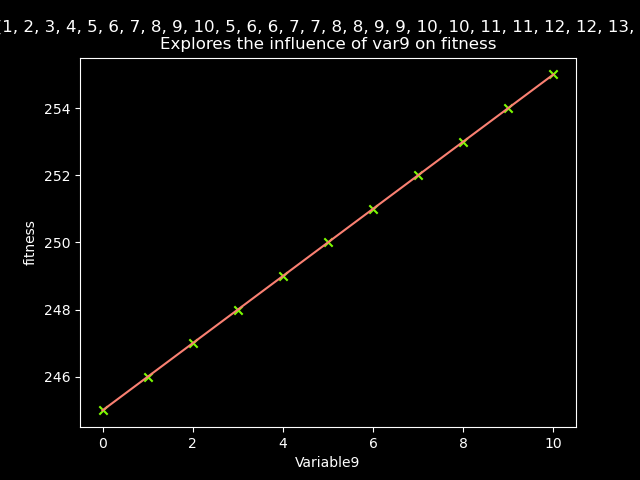 1, 2, 3, 4, 5, 6, 7, 8, 9, 10, 5, 6, 6, 7, 7, 8, 8, 9, 9, 10, 10, 11, 11, 12, 12, 13,
Explores the influence of var9 on fitness
254
252
250
248
246
fitness
0 2 4 6 8 10
Variable9